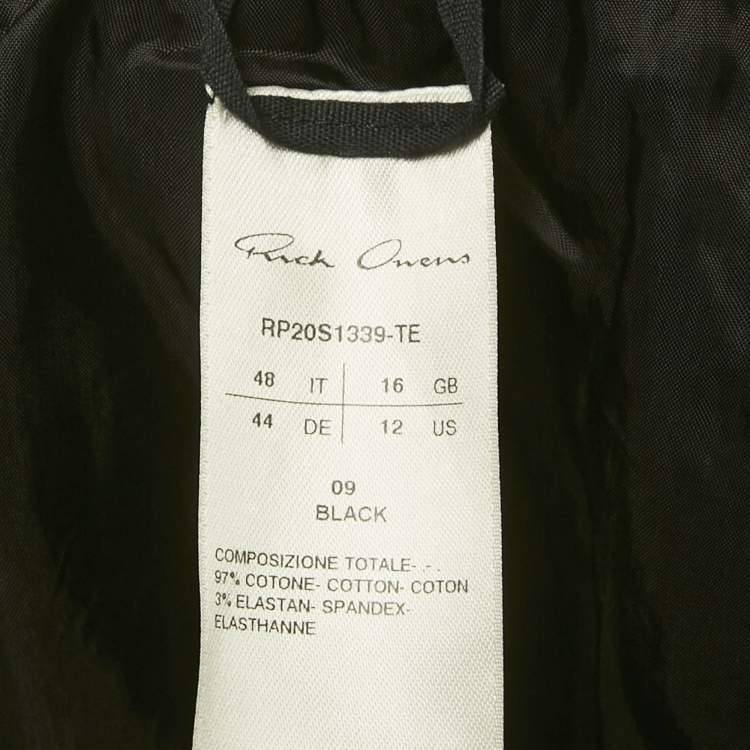 Rick Owens
RP20S1339-TE
48 IT 16 GB
44 DE 12 US
09
BLACK
COMPOSIZIONE TOTALE- .- .
97% COTONE- COTTON- COTON
3% ELASTAN- SPANDEX-
ELASTHANNE